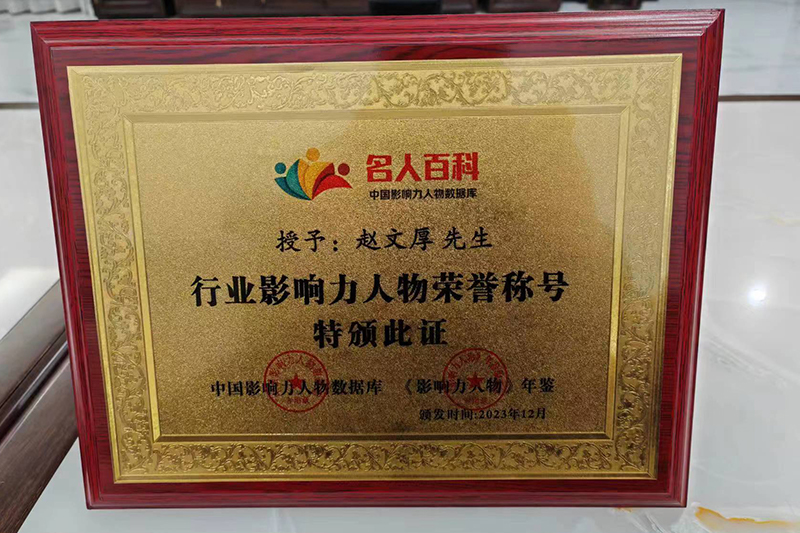 名人百科
中国影响力人物数据库
授予：赵文厚 先生
行业影响力人物荣誉称号
特颁此证
中国影响力人物数据库 《影响力人物》年鉴
颁发时间:2023年12月